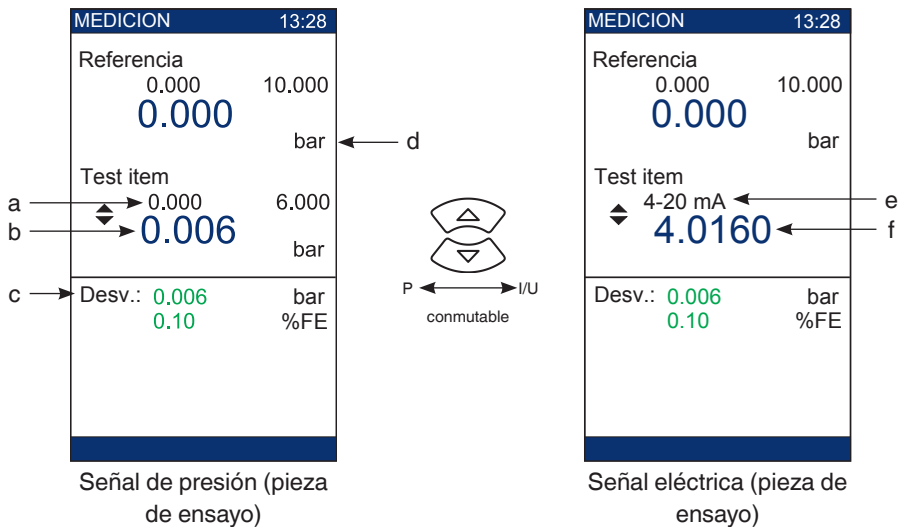 MEDICION 13:28
Referencia
0.000 10.000
0.000
bar
d
Test item
a
0.000 6.000
b
0.006
bar
c
Desv.: 0.006 bar
0.10 %FE
Señal de presión (pieza
de ensayo)
P I/U
conmutable
MEDICION 13:28
Referencia
0.000 10.000
0.000
bar
Test item
4-20 mA
e
4.0160
f
Desv.: 0.006 bar
0.10 %FE
Señal eléctrica (pieza de
ensayo)